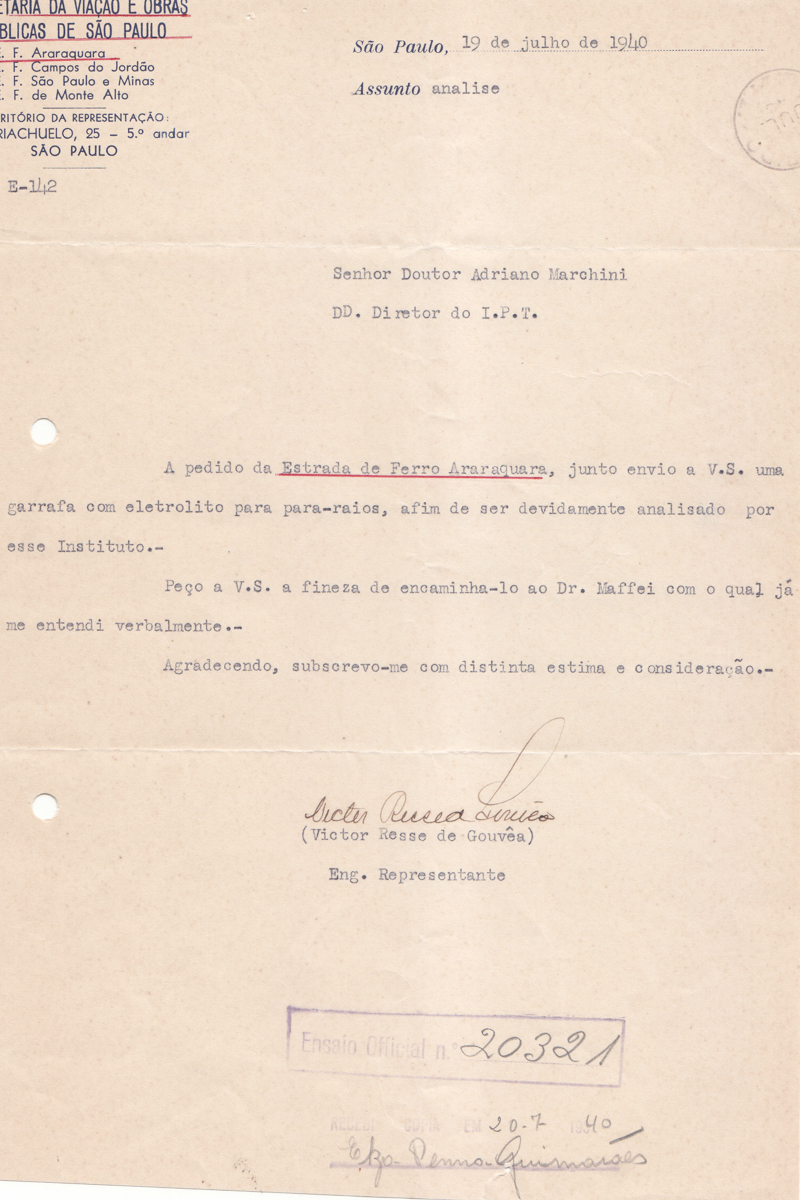 ETARIA DA VIAÇÃO E OBRAS
BLICAS DE SÃO PAULO
E. F. Araraquara
E. F. Campos do Jordão
E. F. São Paulo e Minas
E. F. de Monte Alto
RITÓRIO DA REPRESENTAÇÃO:
RIACHUELO, 25 - 5.º andar
SÃO PAULO
E-142
São Paulo, 19 de julho de 1940
Assunto analise
Senhor Doutor Adriano Marchini
DD. Diretor do I.P.T.
A pedido da Estrada de Ferro Araraquara, junto envio a V.S. uma
garrafa com eletrolito para para-raios, afim de ser devidamente analisado por
esse Instituto.-
Peço a V.S. a fineza de encaminha-lo ao Dr. Maffei com o qual já
me entendi verbalmente.-
Agradecendo, subscrevo-me com distinta estima e consideração.-
(Victor Resse de Gouvêa)
Eng. Representante
Ensaio Official n.º 20321
RECEBI COPIA EM 20-7 1940
Penna Guimarães